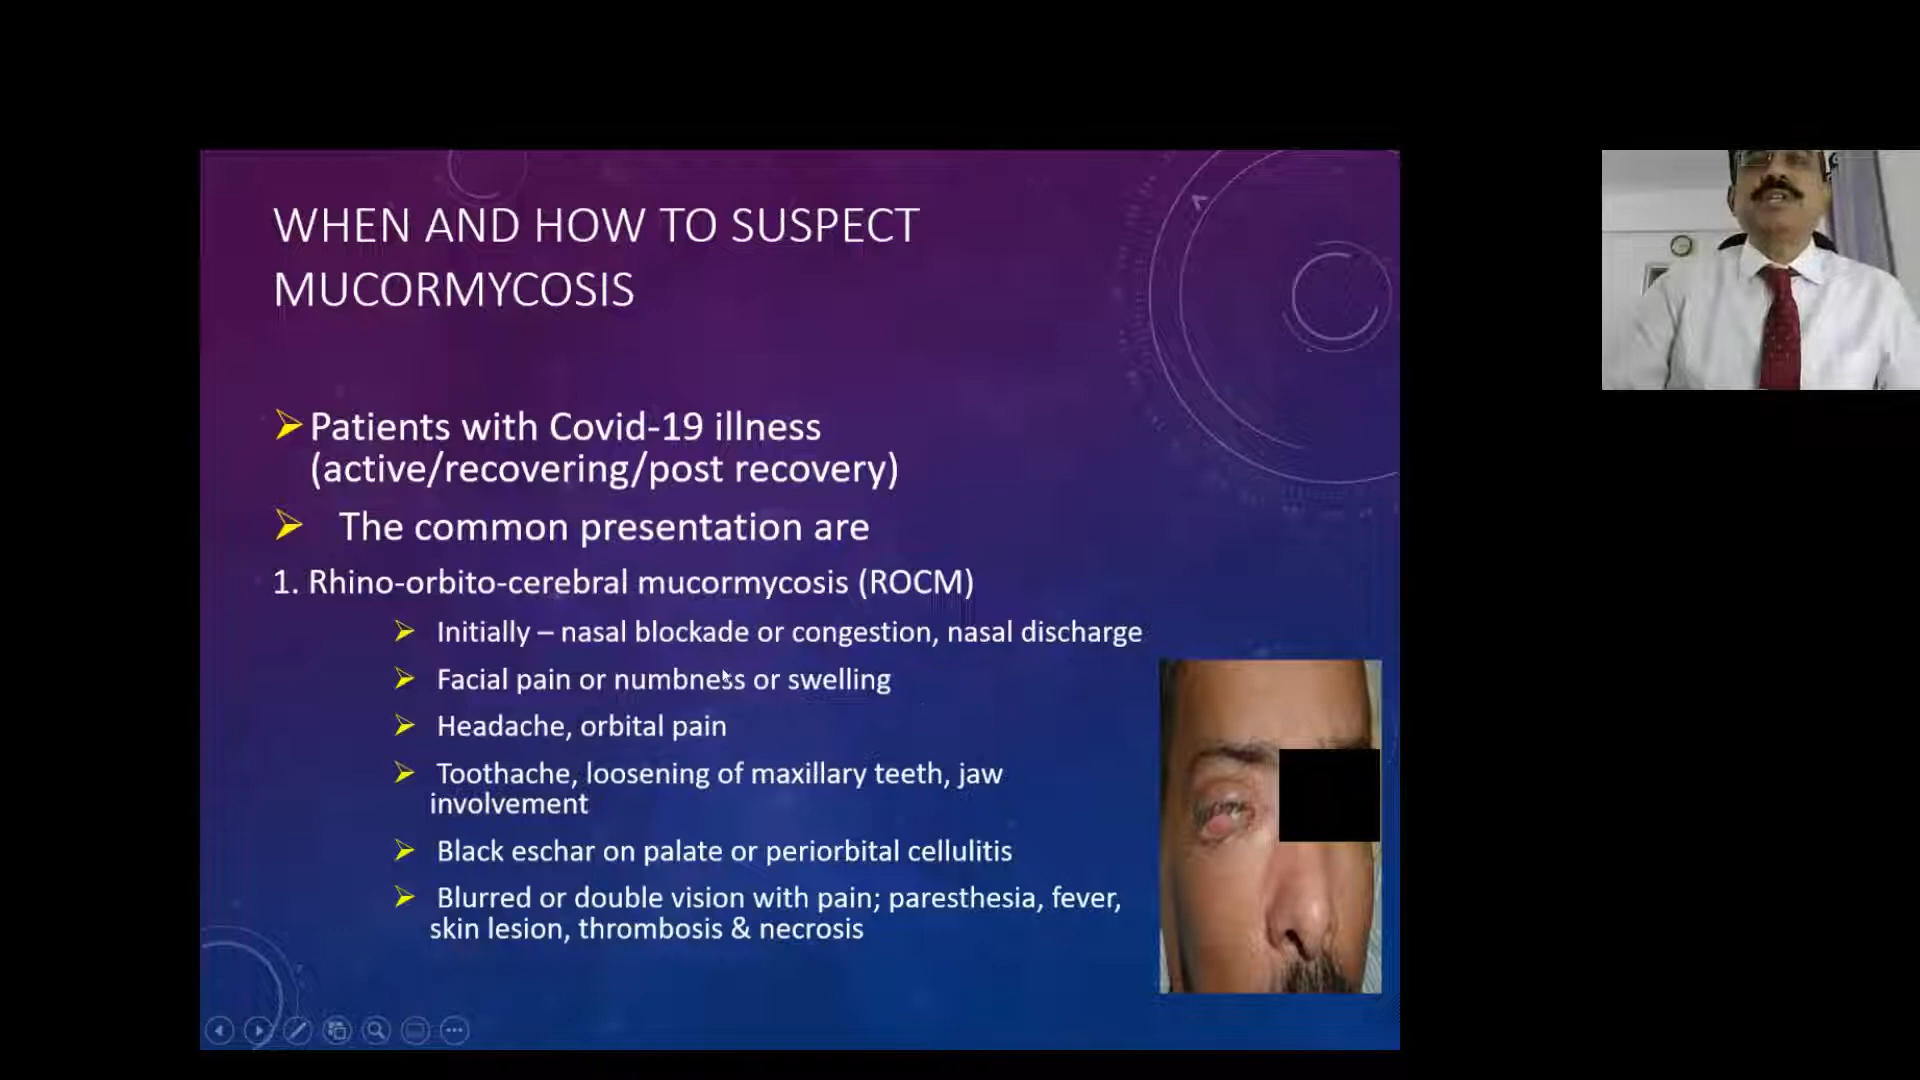 WHEN AND HOW TO SUSPECT
MUCORMYCOSIS
Patients with Covid-19 illness
(active/recovering/post recovery)
The common presentation are
1. Rhino-orbito-cerebral mucormycosis (ROCM)
Initially – nasal blockade or congestion, nasal discharge
Facial pain or numbness or swelling
Headache, orbital pain
Toothache, loosening of maxillary teeth, jaw
involvement
Black eschar on palate or periorbital cellulitis
Blurred or double vision with pain; paresthesia, fever,
skin lesion, thrombosis & necrosis